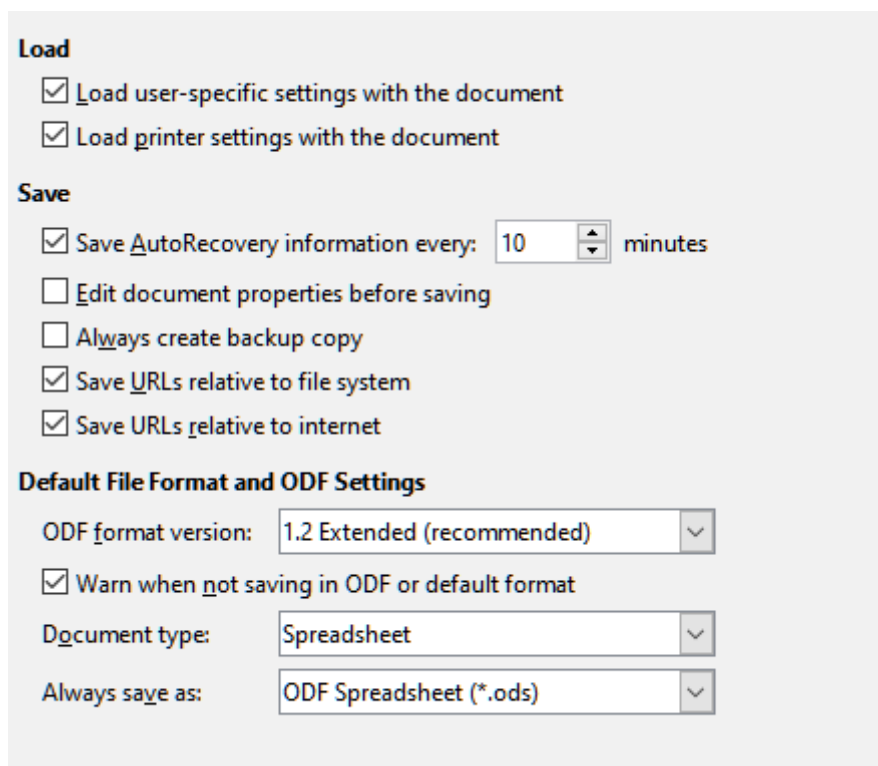 Load
Load user-specific settings with the document
Load printer settings with the document
Save
Save AutoRecovery information every: 10 minutes
Edit document properties before saving
Always create backup copy
Save URLs relative to file system
Save URLs relative to internet
Default File Format and ODF Settings
ODF format version: 1.2 Extended (recommended)
Warn when not saving in ODF or default format
Document type: Spreadsheet
Always save as: ODF Spreadsheet (*.ods)